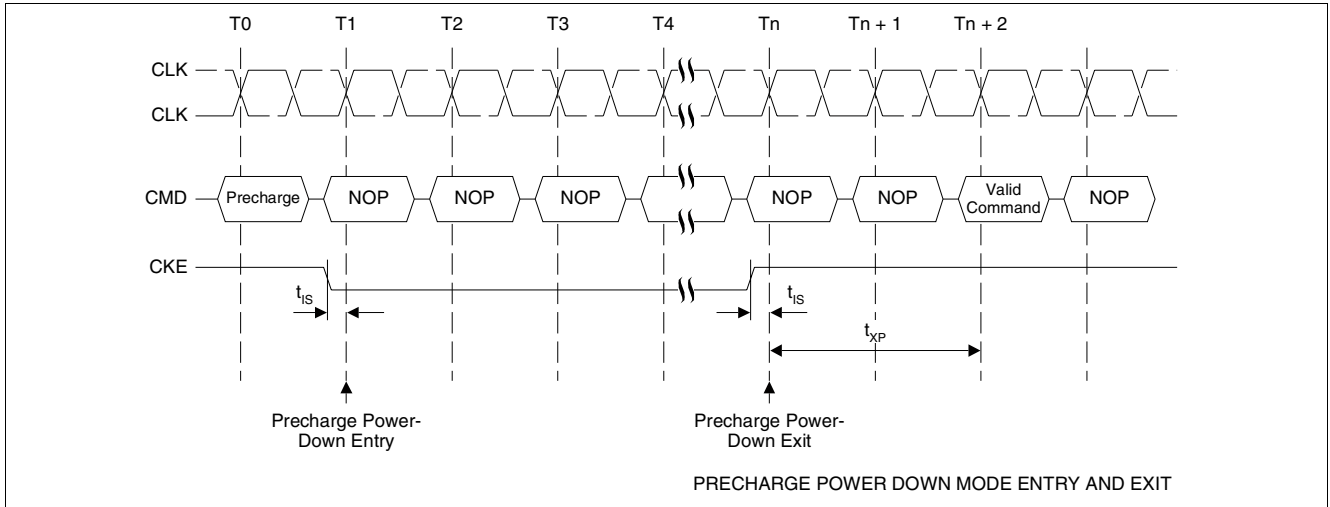 T0 T1 T2 T3 T4 Tn Tn + 1 Tn + 2
CLK
CLK
CMD Precharge NOP NOP NOP NOP NOP Valid Command NOP
CKE
tIS tIS
tXP
Precharge Power-
Down Entry
Precharge Power-
Down Exit
PRECHARGE POWER DOWN MODE ENTRY AND EXIT